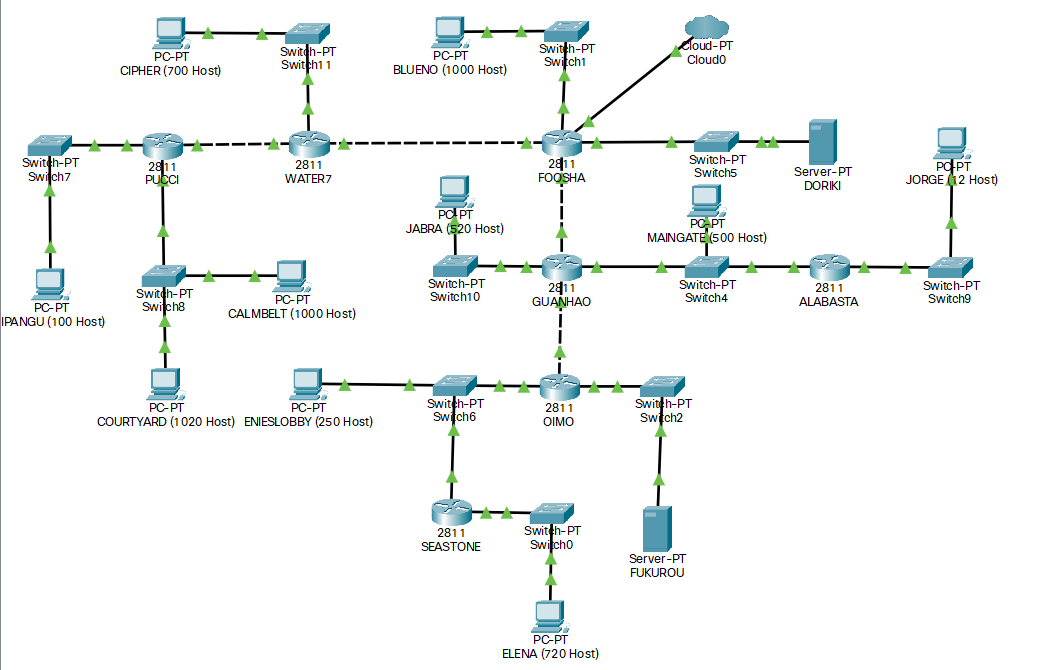 PC-PT
CIPHER (700 Host)
Switch-PT
Switch11
PC-PT
BLUENO (1000 Host)
Switch-PT
Switch1
Cloud-PT
Cloud0
Switch-PT
Switch7
2811
PUCCI
2811
WATER7
2811
FOOSHA
Switch-PT
Switch5
Server-PT
DORIKI
PC-PT
JORGE (12 Host)
PC-PT
JABRA (520 Host)
PC-PT
MAINGATE (500 Host)
Switch-PT
Switch10
2811
GUANHAO
Switch-PT
Switch4
2811
ALABASTA
Switch-PT
Switch9
PC-PT
IPANGU (100 Host)
Switch-PT
Switch8
PC-PT
CALMBELT (1000 Host)
PC-PT
COURTYARD (1020 Host)
PC-PT
ENIESLOBBY (250 Host)
Switch-PT
Switch6
2811
OIMO
Switch-PT
Switch2
2811
SEASTONE
Switch-PT
Switch0
Server-PT
FUKUROU
PC-PT
ELENA (720 Host)